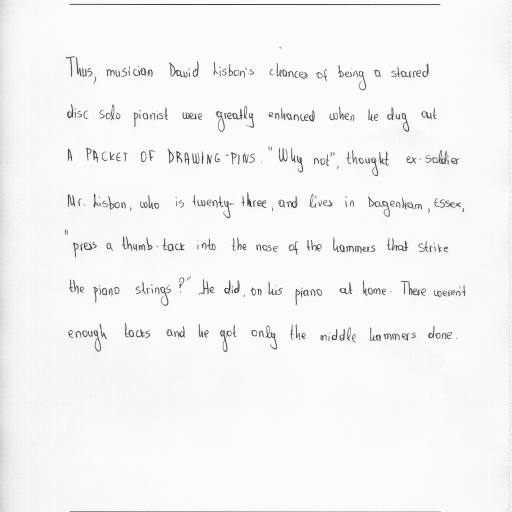 Thus, musician David Lisbon's chances of being a starred
disc solo pianist were greatly enhanced when he dug out
A PACKET OF DRAWING-PINS. "Why not", thought ex-soldier
Mr. Lisbon, who is twenty-three, and lives in Dagenham, Essex,
"press a thumb-tack into the nose of the hammers that strike
the piano strings?" He did, on his piano at home. There weren't
enough tacks and he got only the middle hammers done.